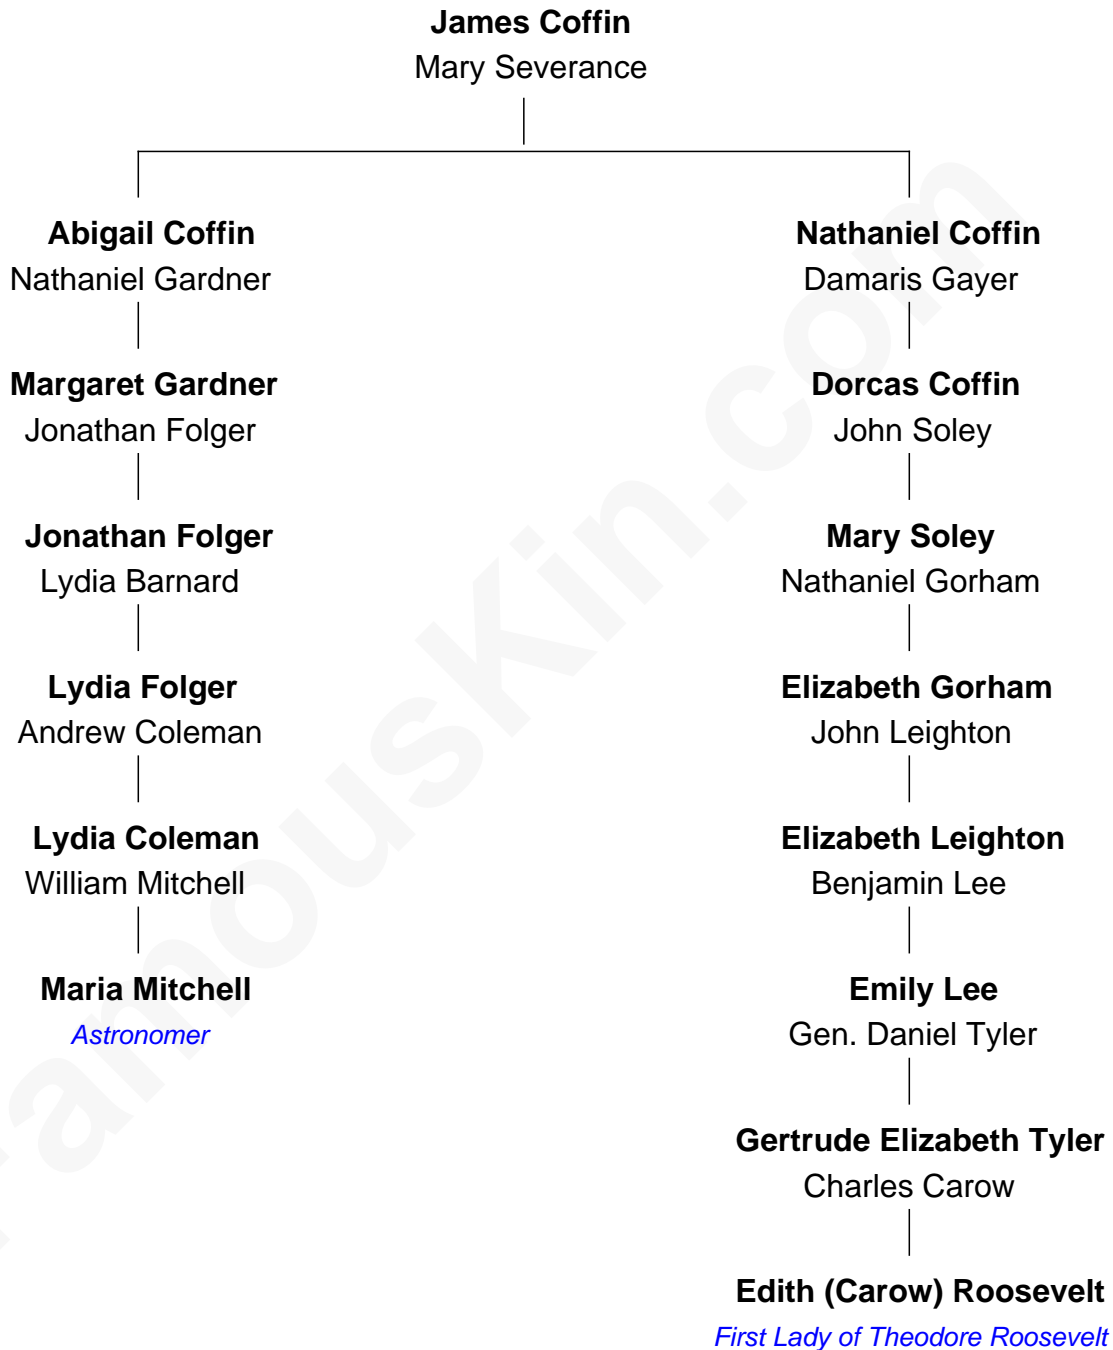 James Coffin
Mary Severance
Abigail Coffin
Nathaniel Gardner
Margaret Gardner
Jonathan Folger
Jonathan Folger
Lydia Barnard
Lydia Folger
Andrew Coleman
Lydia Coleman
William Mitchell
Maria Mitchell
Astronomer
Nathaniel Coffin
Damaris Gayer
Dorcas Coffin
John Soley
Mary Soley
Nathaniel Gorham
Elizabeth Gorham
John Leighton
Elizabeth Leighton
Benjamin Lee
Emily Lee
Gen. Daniel Tyler
Gertrude Elizabeth Tyler
Charles Carow
Edith (Carow) Roosevelt
First Lady of Theodore Roosevelt
FamousKin.com